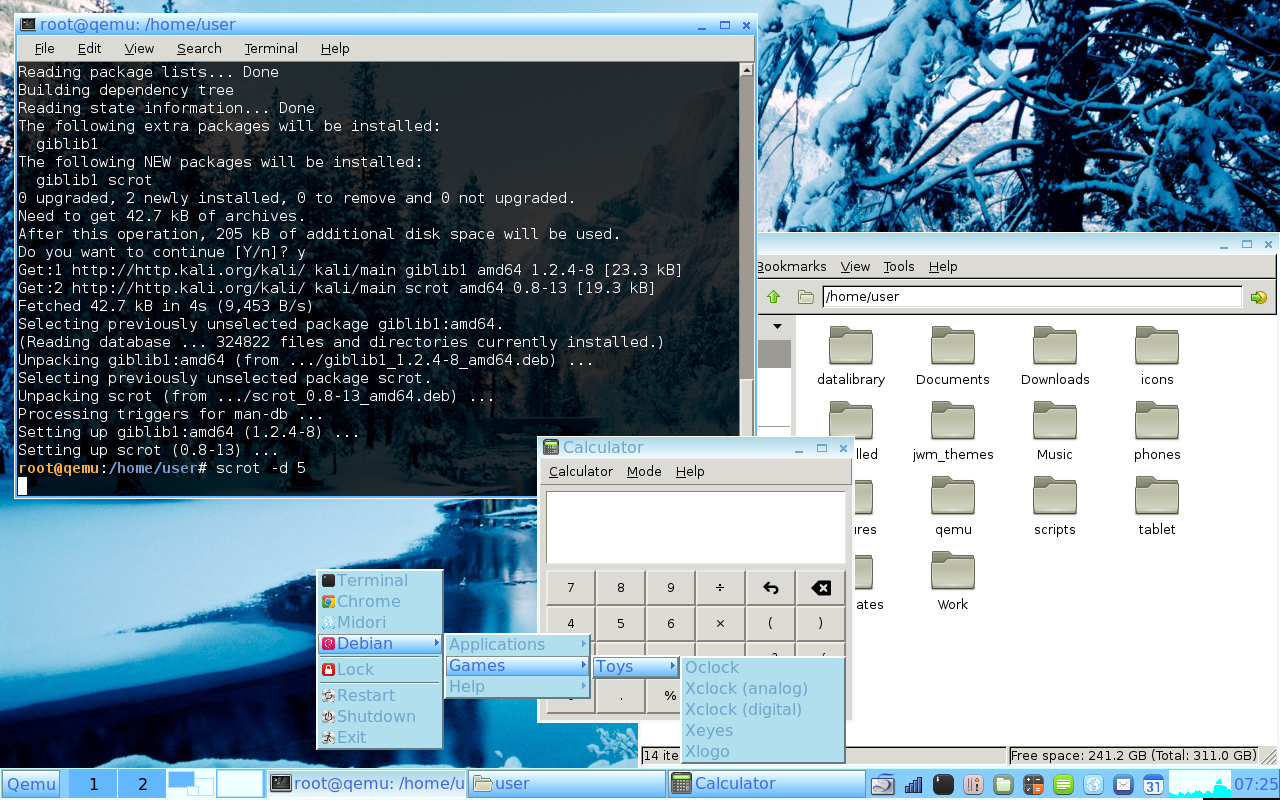 root@qemu: /home/user
File Edit View Search Terminal Help
Reading package lists... Done
Building dependency tree
Reading state information... Done
The following extra packages will be installed:
giblib1
The following NEW packages will be installed:
giblib1 scrot
0 upgraded, 2 newly installed, 0 to remove and 0 not upgraded.
Need to get 42.7 kB of archives.
After this operation, 205 kB of additional disk space will be used.
Do you want to continue [Y/n]? y
Get:1 http://http.kali.org/kali/ kali/main giblib1 amd64 1.2.4-8 [23.3 kB]
Get:2 http://http.kali.org/kali/ kali/main scrot amd64 0.8-13 [19.3 kB]
Fetched 42.7 kB in 4s (9,453 B/s)
Selecting previously unselected package giblib1:amd64.
(Reading database ... 324822 files and directories currently installed.)
Unpacking giblib1:amd64 (from .../giblib1_1.2.4-8_amd64.deb) ...
Selecting previously unselected package scrot.
Unpacking scrot (from .../scrot_0.8-13_amd64.deb) ...
Processing triggers for man-db ...
Setting up giblib1:amd64 (1.2.4-8) ...
Setting up scrot (0.8-13) ...
root@qemu:/home/user# scrot -d 5
Bookmarks View Tools Help
/home/user
datalibrary Documents Downloads icons
lled jwm_themes Music phones
ures qemu scripts tablet
ates Work
14 ite
Free space: 241.2 GB (Total: 311.0 GB)
Calculator
Calculator Mode Help
7 8 9 ÷
4 5 6 × ( )
. %
Terminal
Chrome
Midori
Debian
Lock
Restart
Shutdown
Exit
Applications
Games
Help
Toys
Oclock
Xclock (analog)
Xclock (digital)
Xeyes
Xlogo
Qemu 1 2 root@qemu: /home/u user Calculator 31 07:25